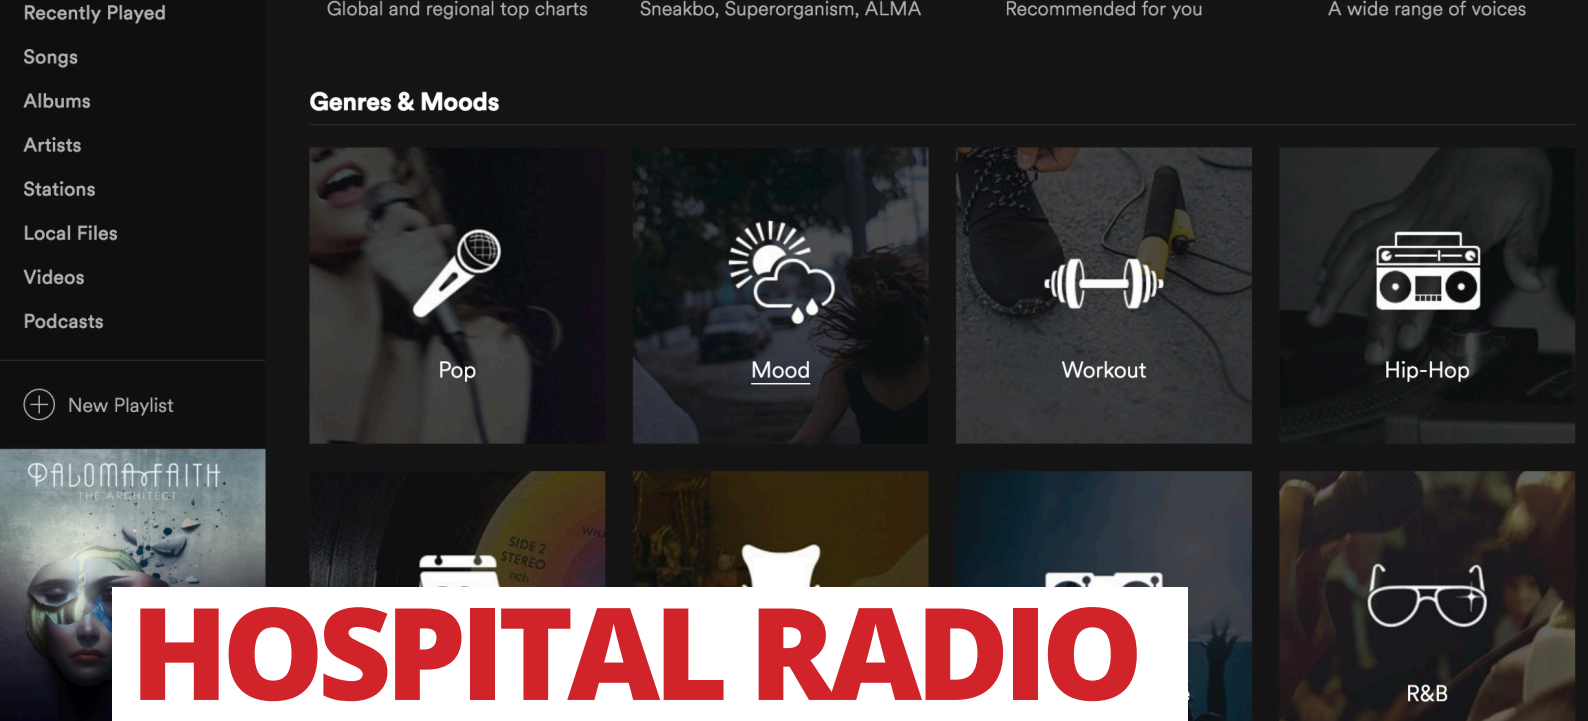 Recently Played
Songs
Albums
Artists
Stations
Local Files
Videos
Podcasts
New Playlist
PALOMA FAITH
THE ARCHITECT
Global and regional top charts
Sneakbo, Superorganism, ALMA
Recommended for you
A wide range of voices
Genres & Moods
Pop
Mood
Workout
Hip-Hop
SIDE 2
STEREO
ncb
WHA
R&B
HOSPITAL RADIO